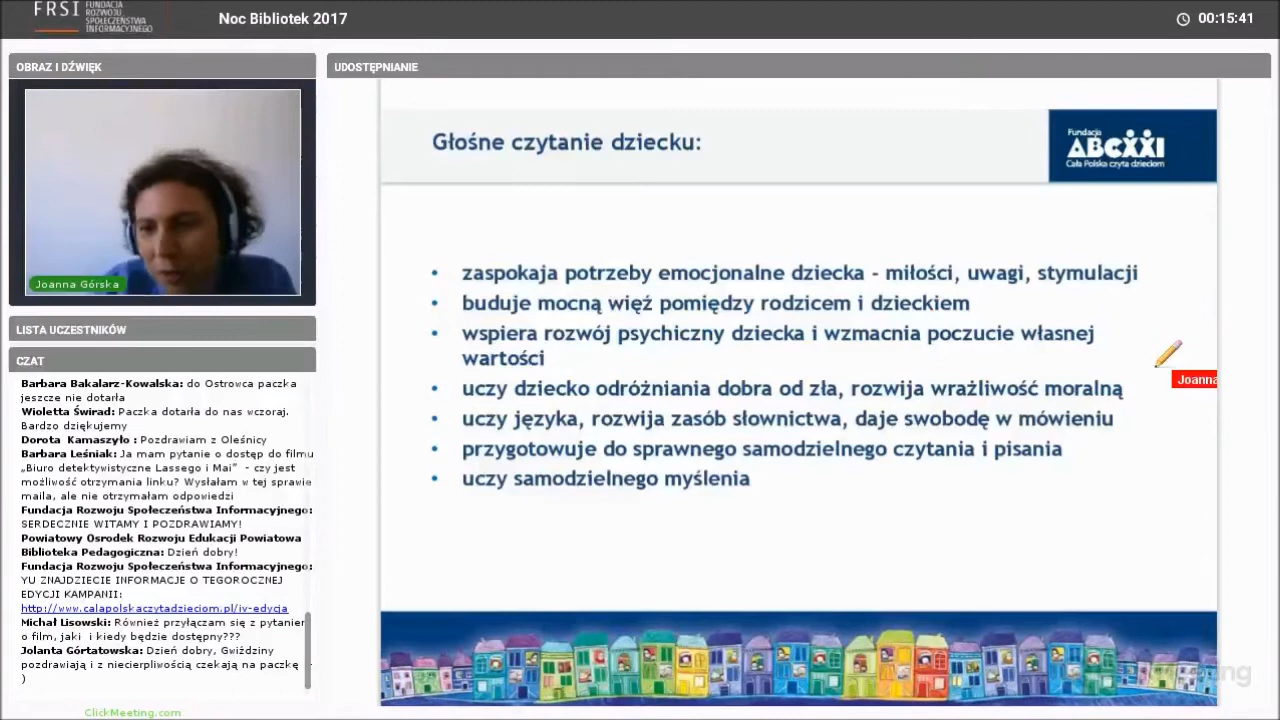 FRSI
FUNDACJA
ROZWOJU
SPOŁECZEŃSTWA
INFORMACYJNEGO
Noc Bibliotek 2017
00:15:41
OBRAZ I DŹWIĘK
Joanna Górska
LISTA UCZESTNIKÓW
CZAT
Barbara Bakalarz-Kowalska: do Ostrowca paczka
jeszcze nie dotarła
Wioletta Świrad: Paczka dotarła do nas wczoraj.
Bardzo dziękujemy
Dorota Kamaszyło : Pozdrawiam z Oleśnicy
Barbara Leśniak: Ja mam pytanie o dostęp do filmu
„Biuro detektywistyczne Lassego i Mai” - czy jest
możliwość otrzymania linku? Wysłałam w tej sprawie
maila, ale nie otrzymałam odpowiedzi
Fundacja Rozwoju Społeczeństwa Informacyjnego:
SERDECZNIE WITAMY I POZDRAWIAMY!
Powiatowy Osrodek Rozwoju Edukacji Powiatowa
Biblioteka Pedagogiczna: Dzień dobry!
Fundacja Rozwoju Społeczeństwa Informacyjnego:
YU ZNAJDZIECIE INFORMACJE O TEGOROCZNEJ
EDYCJI KAMPANII:
http://www.calapolskaczytadzieciom.pl/iv-edycja
Michał Lisowski: Również przyłączam się z pytanier
o film, jaki i kiedy będzie dostępny???
Jolanta Górtatowska: Dzień dobry, Gwiździny
pozdrawiają i z niecierpliwością czekają na paczkę
)
ClickMeeting.com
UDOSTĘPNIANIE
Głośne czytanie dziecku:
Fundacja
ABCXXI
Cała Polska czyta dzieciom
• zaspokaja potrzeby emocjonalne dziecka - miłości, uwagi, stymulacji
• buduje mocną więź pomiędzy rodzicem i dzieckiem
• wspiera rozwój psychiczny dziecka i wzmacnia poczucie własnej
wartości
• uczy dziecko odróżniania dobra od zła, rozwija wrażliwość moralną
• uczy języka, rozwija zasób słownictwa, daje swobodę w mówieniu
• przygotowuje do sprawnego samodzielnego czytania i pisania
• uczy samodzielnego myślenia
Joanna